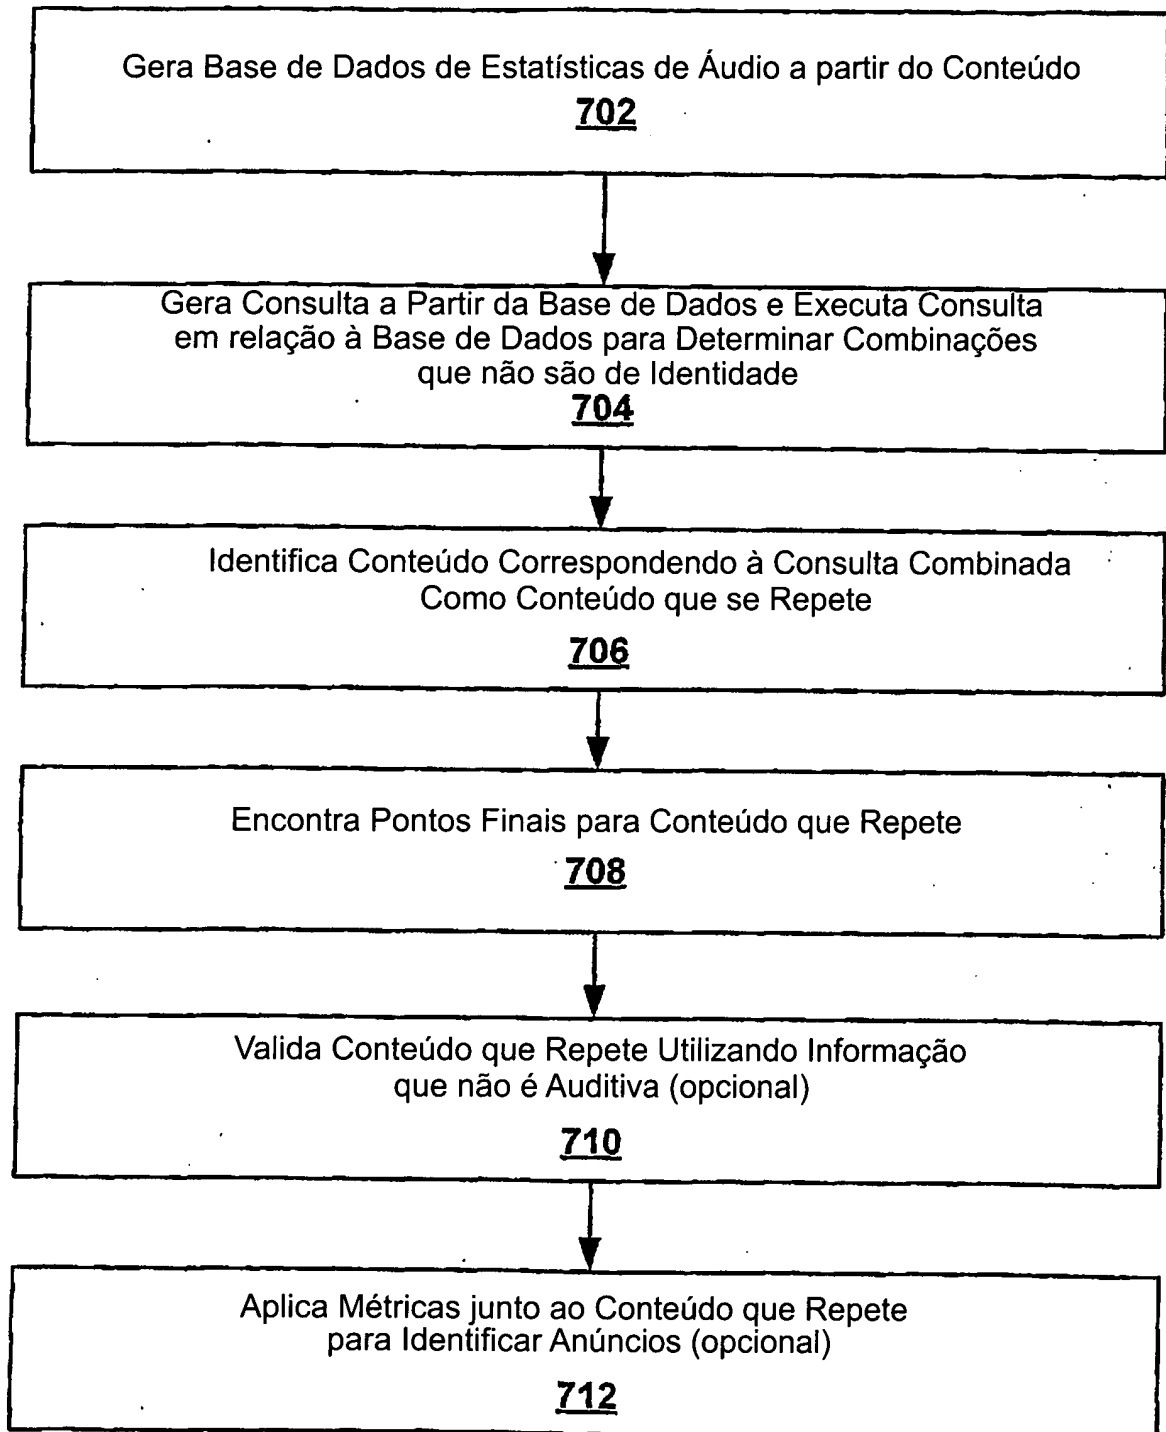 Gera Base de Dados de Estatísticas de Áudio a partir do Conteúdo
702
Gera Consulta a Partir da Base de Dados e Executa Consulta
em relação à Base de Dados para Determinar Combinações
que não são de Identidade
704
Identifica Conteúdo Correspondendo à Consulta Combinada
Como Conteúdo que se Repete
706
Encontra Pontos Finais para Conteúdo que Repete
708
Valida Conteúdo que Repete Utilizando Informação
que não é Auditiva (opcional)
710
Aplica Métricas junto ao Conteúdo que Repete
para Identificar Anúncios (opcional)
712